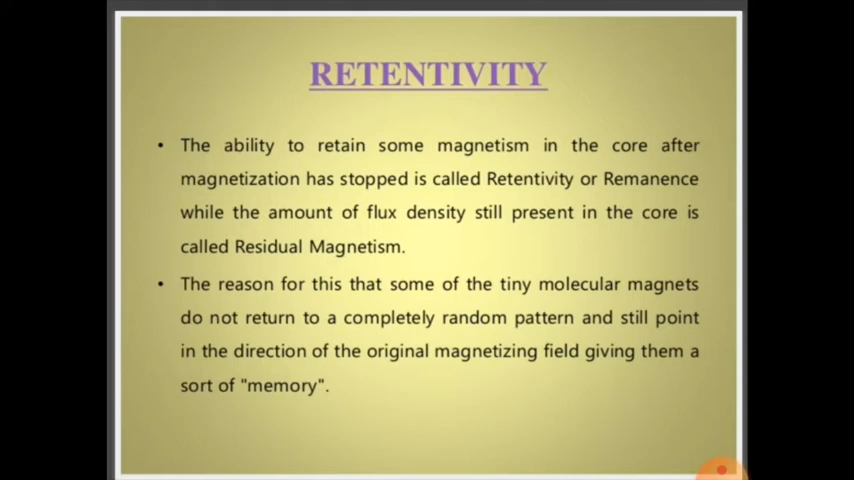 RETENTIVITY
• The ability to retain some magnetism in the core after
magnetization has stopped is called Retentivity or Remanence
while the amount of flux density still present in the core is
called Residual Magnetism.
• The reason for this that some of the tiny molecular magnets
do not return to a completely random pattern and still point
in the direction of the original magnetizing field giving them a
sort of "memory".